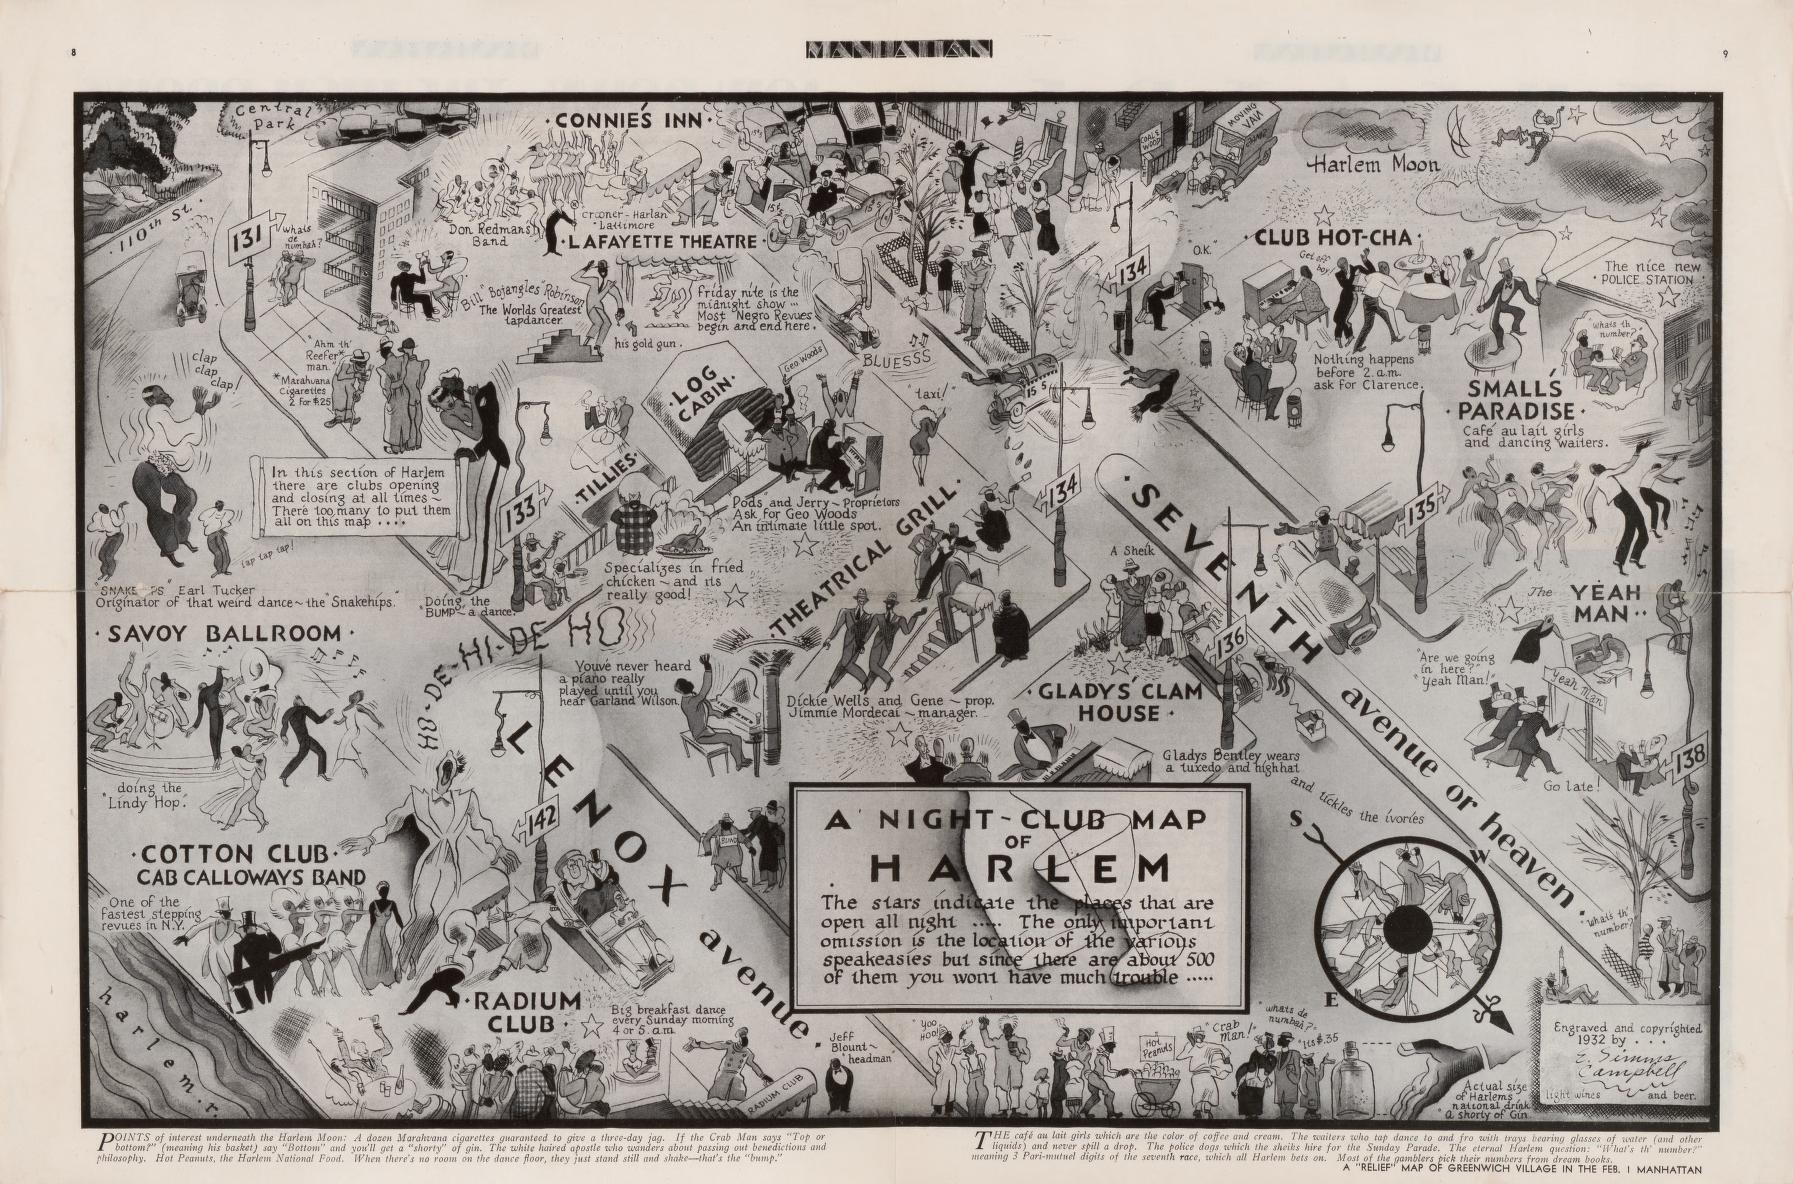 8
MANHATTAN
9
Central
Park
110th St.
131
Whats
de
numbah?
·CONNIE'S INN·
Don Redman's
Band
crooner - Harlan
Lattimore
·LAFAYETTE THEATRE·
"Bill" "Bojangles" Robinson
The Worlds Greatest
tapdancer
his gold gun.
Friday nite is the
midnight show ...
Most Negro Revues
begin and end here.
15¢
COAL &
WOOD
MOVING
VAN
Harlem Moon
134
"O.K."
·CLUB HOT-CHA·
Get off
boy!
Nothing happens
before 2. a.m.
ask for Clarence.
The nice new
·POLICE STATION·
Whats th'
number?"
SMALL'S
·PARADISE·
Café au lait girls
and dancing waiters.
clap
clap
clap!
"Ahm th'
Reefer*
man."
*Marahuana
Cigarettes
2 for $.25
In this section of Harlem
there are clubs opening
and closing at all times~
There too many to put them
all on this map ....
tap tap tap!
"SNAKE HIPS" Earl Tucker
Originator of that weird dance~the "Snakehips."
133
"Doing the
"BUMP"~a dance."
LOG
CABIN·
Geo Woods
BLUESSS
"taxi!"
15 5
·TILLIES·
"Pods" and Jerry~Proprietors
Ask for Geo Woods
An intimate little spot.
Specializes in fried
chicken~and its
really good!
·THEATRICAL GRILL·
134
·SEVENTH
avenue or heaven·
135
A Sheik
136
The YEAH
MAN··
"Are we going
in here?"
"Yeah Man!"
Yeah Man
Go late!
138
·SAVOY BALLROOM·
doing the
"Lindy Hop".
HO-DE-HI-DE HO
Youve never heard
a piano really
played until you
hear Garland Wilson.
Dickie Wells and Gene~prop.
Jimmie Mordecai~manager.
·GLADYS' CLAM
HOUSE·
Gladys Bentley wears
a tuxedo and highhat
and tickles the ivories
LENOX
avenue·
142
BLIND
·COTTON CLUB·
CAB CALLOWAYS BAND
One of the
fastest stepping
revues in N.Y.
harlem. r.
·RADIUM
CLUB·
Big breakfast dance
every Sunday morning
4 or 5. a.m.
RADIUM CLUB
Jeff
Blount~
"headman"
A NIGHT-CLUB MAP
OF
HARLEM
The stars indicate the places that are
open all night ..... The only important
omission is the location of the various
speakeasies but since there are about 500
of them you wont have much trouble .....
S
W
E
"Whats th'
number?"
"Yoo
Hoo!"
Hot
Peanuts
"Crab
Man!"
"whats de
numbah?"
"Its $.35
Actual size
of Harlem's
national drink
a shorty of Gin
Engraved and copyrighted
1932 by ...
E. Simms
Campbell
light wines and beer.
POINTS of interest underneath the Harlem Moon: A dozen Marahvana cigarettes guaranteed to give a three-day jag. If the Crab Man says "Top or
bottom?" (meaning his basket) say "Bottom" and you'll get a "shorty" of gin. The white haired apostle who wanders about passing out benedictions and
philosophy. Hot Peanuts, the Harlem National Food. When there's no room on the dance floor, they just stand still and shake—that's the "bump."
THE café au lait girls which are the color of coffee and cream. The waiters who tap dance to and fro with trays bearing glasses of water (and other
liquids) and never spill a drop. The police dogs which the sheiks hire for the Sunday Parade. The eternal Harlem question: "What's th' number?"
meaning 3 Pari-mutuel digits of the seventh race, which all Harlem bets on. Most of the gamblers pick their numbers from dream books.
A "RELIEF" MAP OF GREENWICH VILLAGE IN THE FEB. 1 MANHATTAN